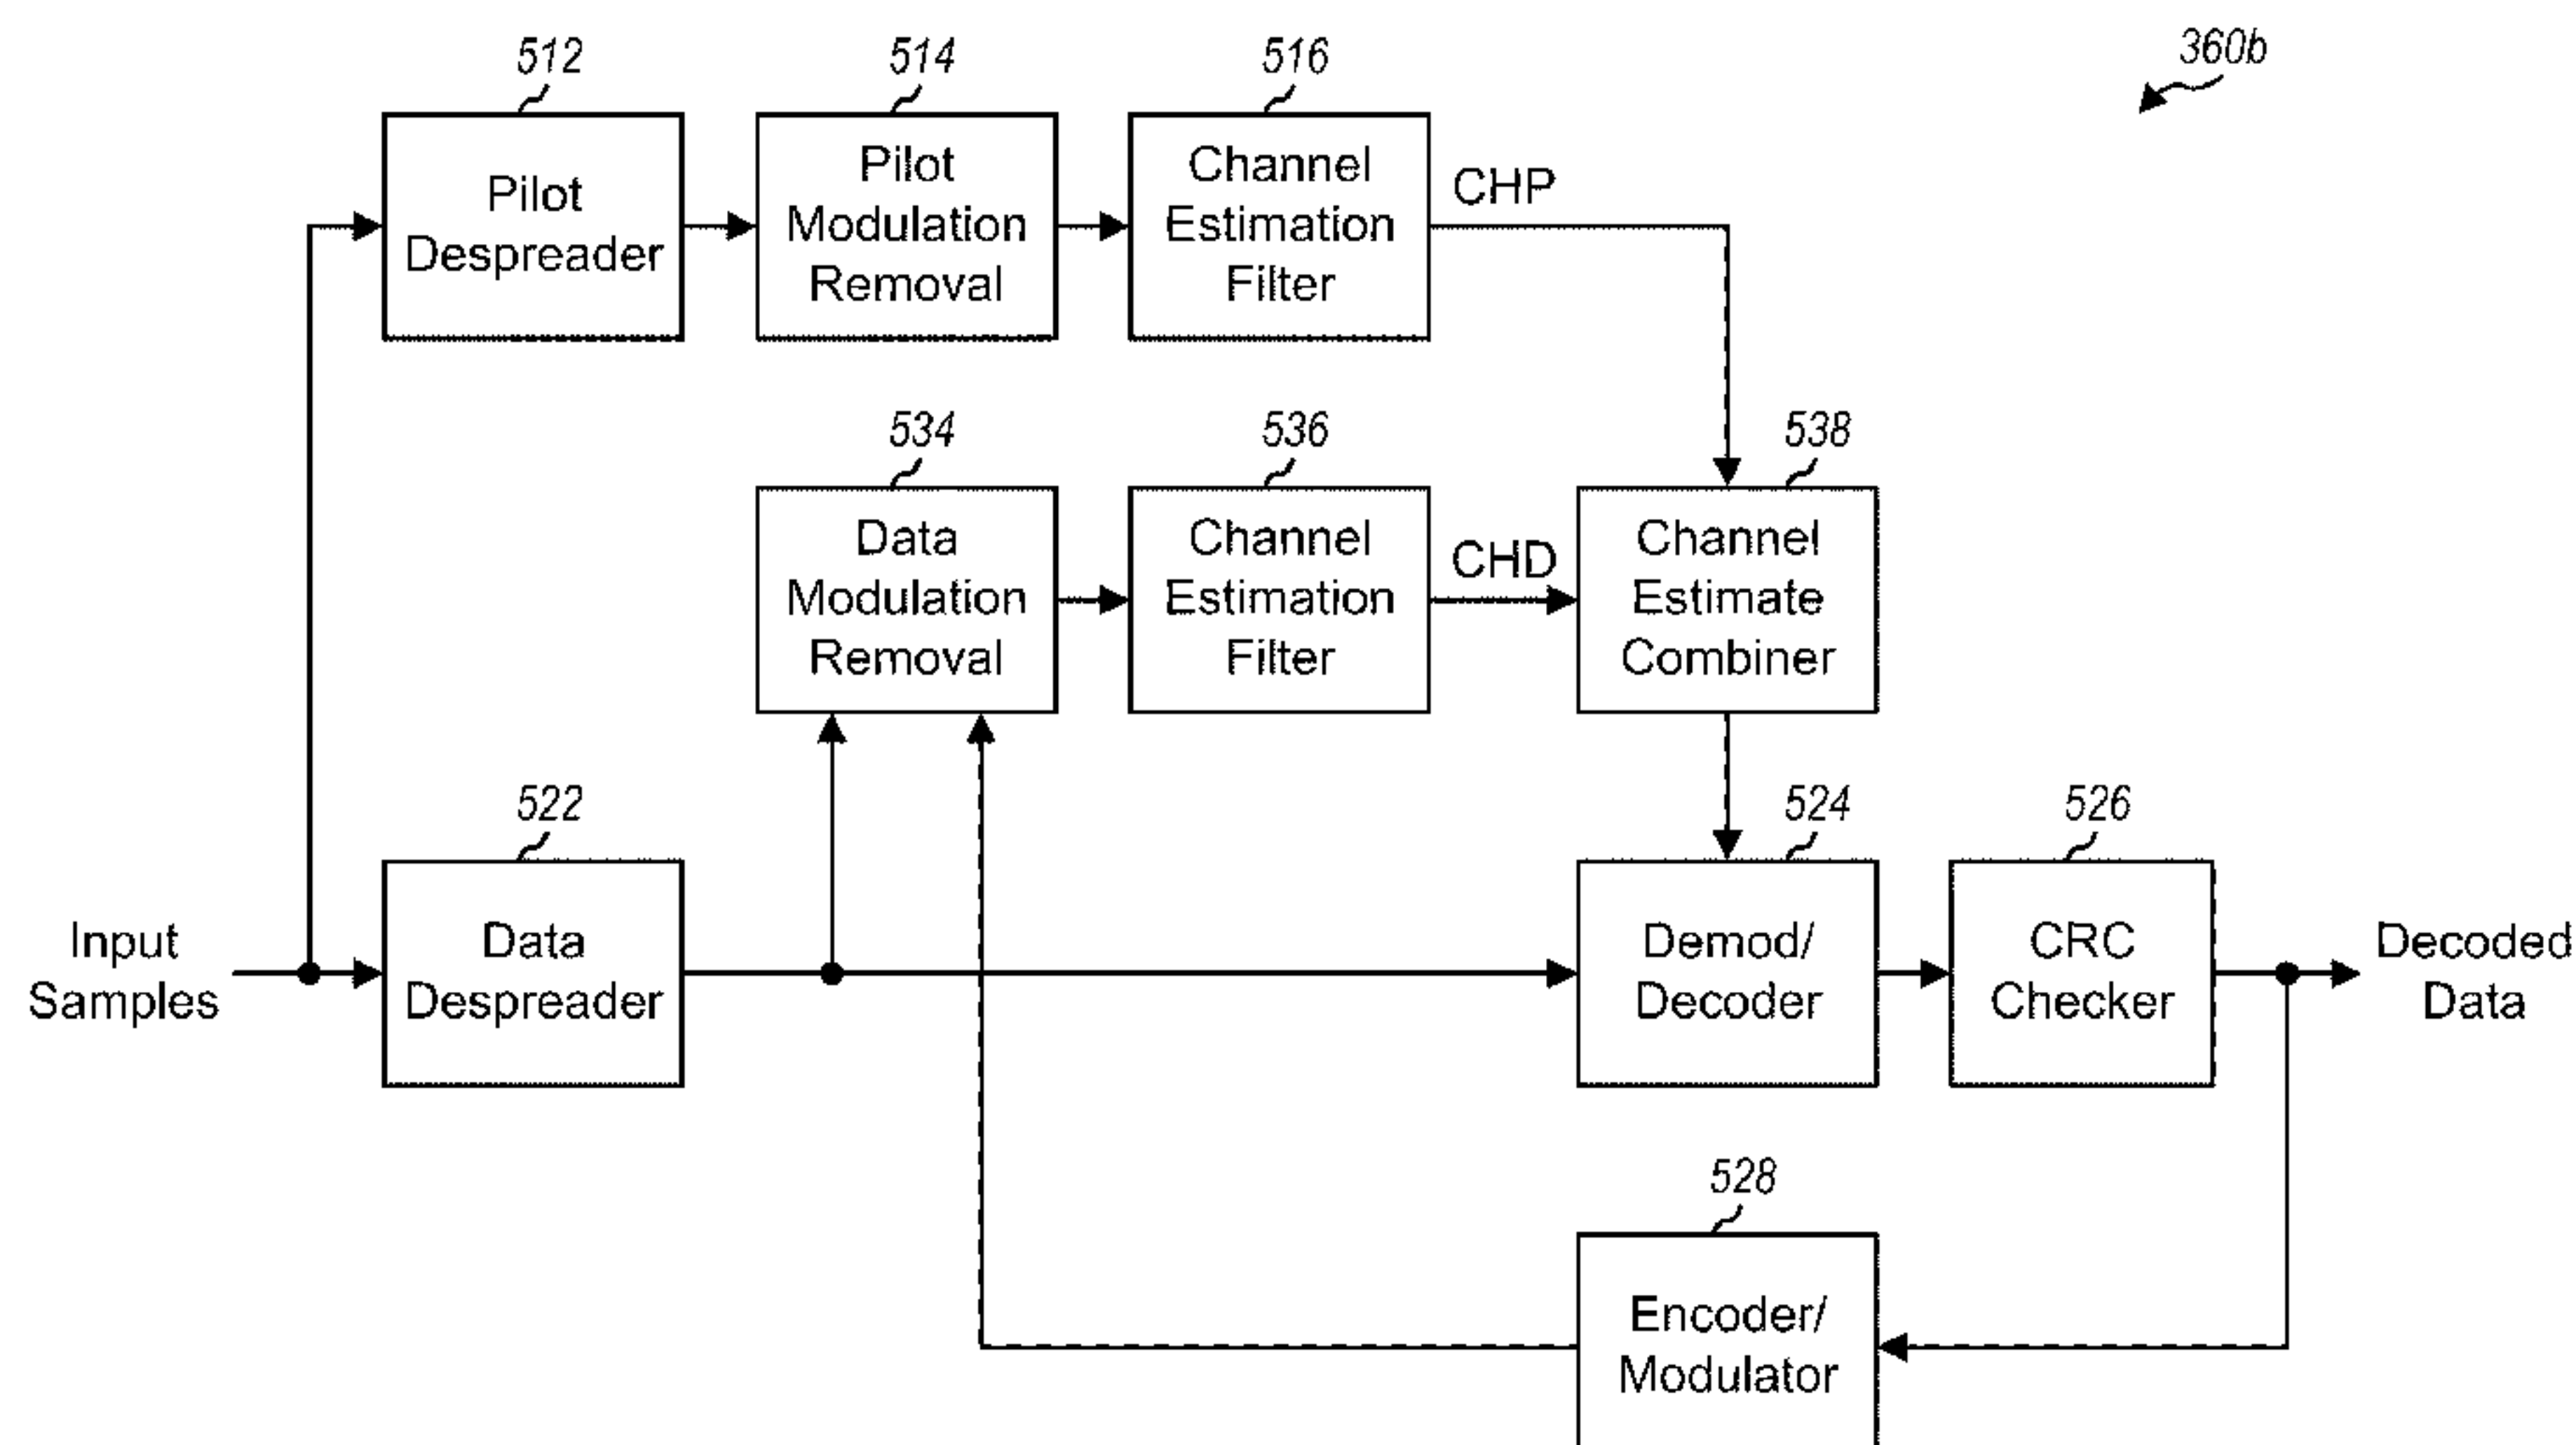 360b
512
514
516
Pilot
Despreader
Pilot
Modulation
Removal
Channel
Estimation
Filter
CHP
534
536
538
Data
Modulation
Removal
Channel
Estimation
Filter
CHD
Channel
Estimate
Combiner
522
524
526
Input
Samples
Data
Despreader
Demod/
Decoder
CRC
Checker
Decoded
Data
528
Encoder/
Modulator